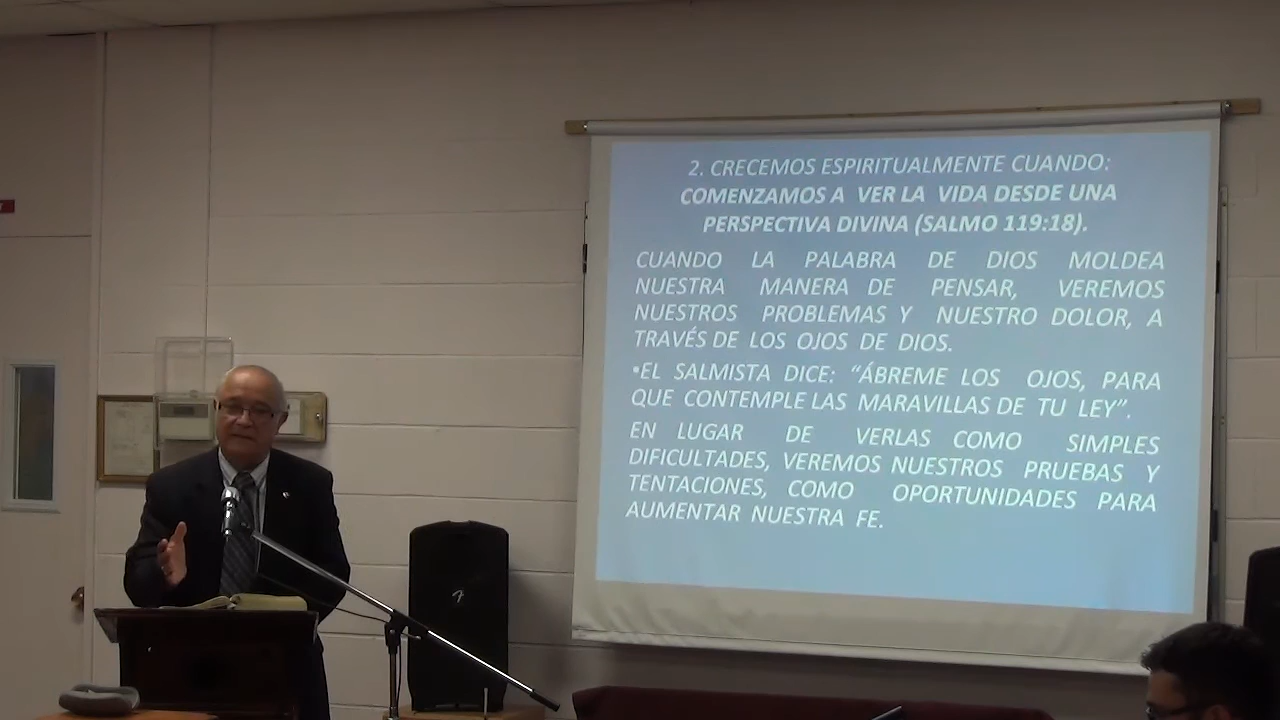 2. CRECEMOS ESPIRITUALMENTE CUANDO:
COMENZAMOS A VER LA VIDA DESDE UNA
PERSPECTIVA DIVINA (SALMO 119:18).
CUANDO LA PALABRA DE DIOS MOLDEA
NUESTRA MANERA DE PENSAR, VEREMOS
NUESTROS PROBLEMAS Y NUESTRO DOLOR, A
TRAVÉS DE LOS OJOS DE DIOS.
•EL SALMISTA DICE: “ÁBREME LOS OJOS, PARA
QUE CONTEMPLE LAS MARAVILLAS DE TU LEY”.
EN LUGAR DE VERLAS COMO SIMPLES
DIFICULTADES, VEREMOS NUESTROS PRUEBAS Y
TENTACIONES, COMO OPORTUNIDADES PARA
AUMENTAR NUESTRA FE.